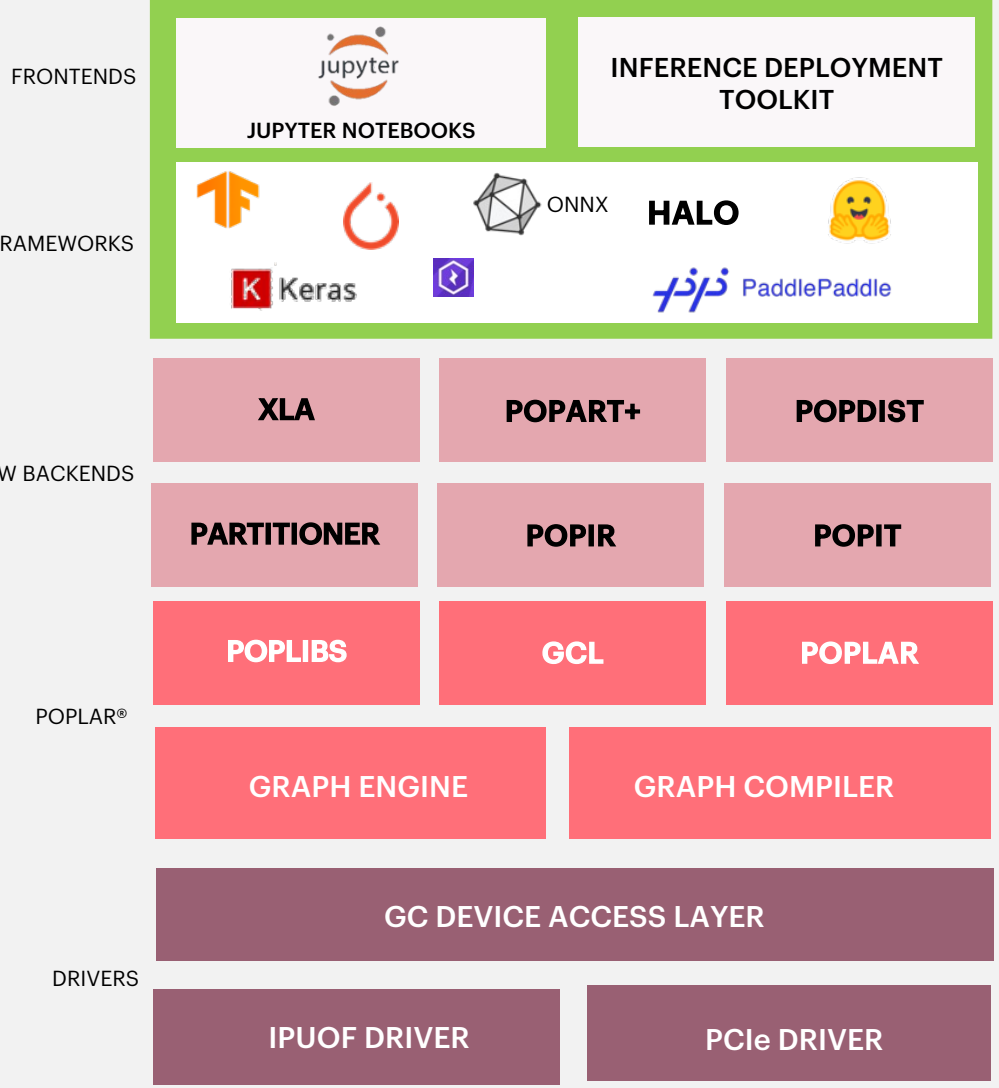 FRONTENDS
jupyter
JUPYTER NOTEBOOKS
INFERENCE DEPLOYMENT
TOOLKIT
RAMEWORKS
ONNX
HALO
K Keras
PaddlePaddle
W BACKENDS
XLA
POPART+
POPDIST
PARTITIONER
POPIR
POPIT
POPLAR®
POPLIBS
GCL
POPLAR
GRAPH ENGINE
GRAPH COMPILER
DRIVERS
GC DEVICE ACCESS LAYER
IPUOF DRIVER
PCIe DRIVER